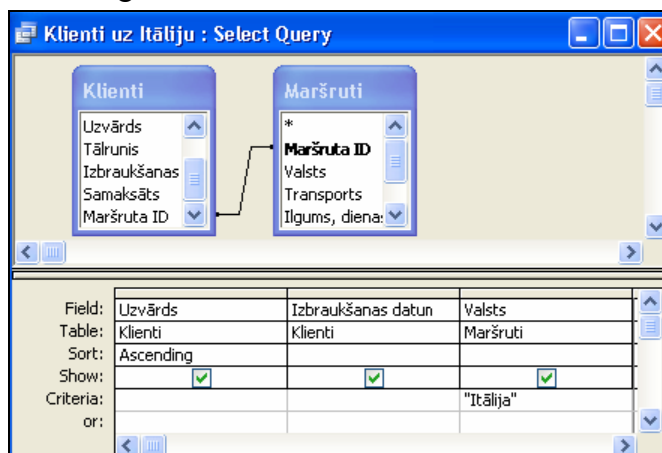 Klienti uz Itāliju : Select Query
Klienti
Uzvārds
Tālrunis
Izbraukšanas
Samaksāts
Maršruta ID
Maršruti
*
Maršruta ID
Valsts
Transports
Ilgums, diena:
Field: Uzvārds Izbraukšanas datun Valsts
Table: Klienti Klienti Maršruti
Sort: Ascending
Show:
Criteria: "Itālija"
or: